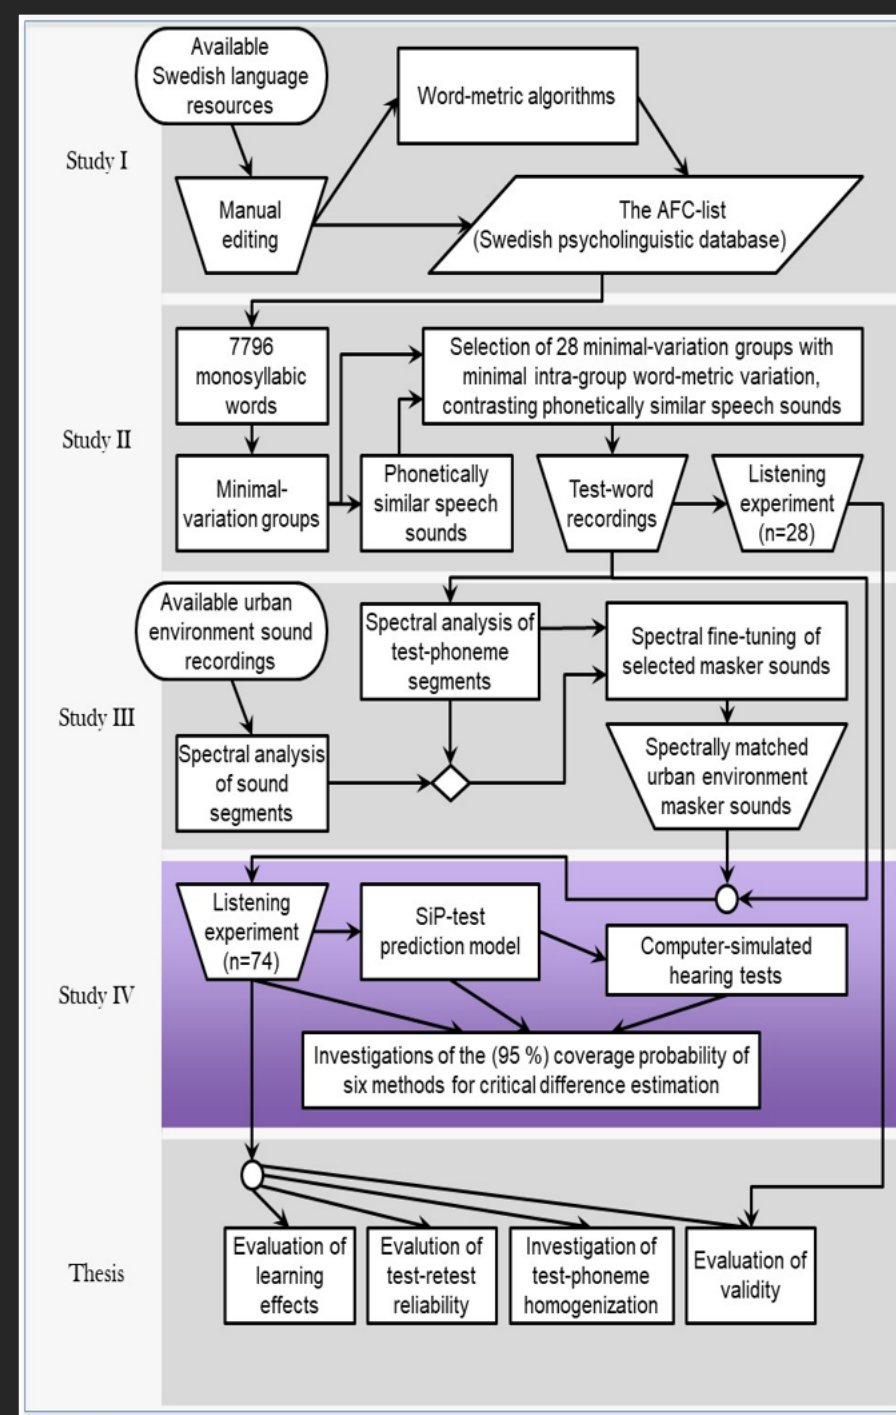 Available
Swedish language
resources
Word-metric algorithms
Study I
Manual
editing
The AFC-list
(Swedish psycholinguistic database)
7796
monosyllabic
words
Selection of 28 minimal-variation groups with
minimal intra-group word-metric variation,
contrasting phonetically similar speech sounds
Study II
Minimal-
variation groups
Phonetically
similar speech
sounds
Test-word
recordings
Listening
experiment
(n=28)
Available urban
environment sound
recordings
Spectral analysis of
test-phoneme
segments
Spectral fine-tuning of
selected masker sounds
Study III
Spectral analysis
of sound
segments
Spectrally matched
urban environment
masker sounds
Listening
experiment
(n=74)
SiP-test
prediction model
Computer-simulated
hearing tests
Study IV
Investigations of the (95 %) coverage probability of
six methods for critical difference estimation
Thesis
Evaluation of
learning
effects
Evalution of
test-retest
reliability
Investigation of
test-phoneme
homogenization
Evaluation of
validity